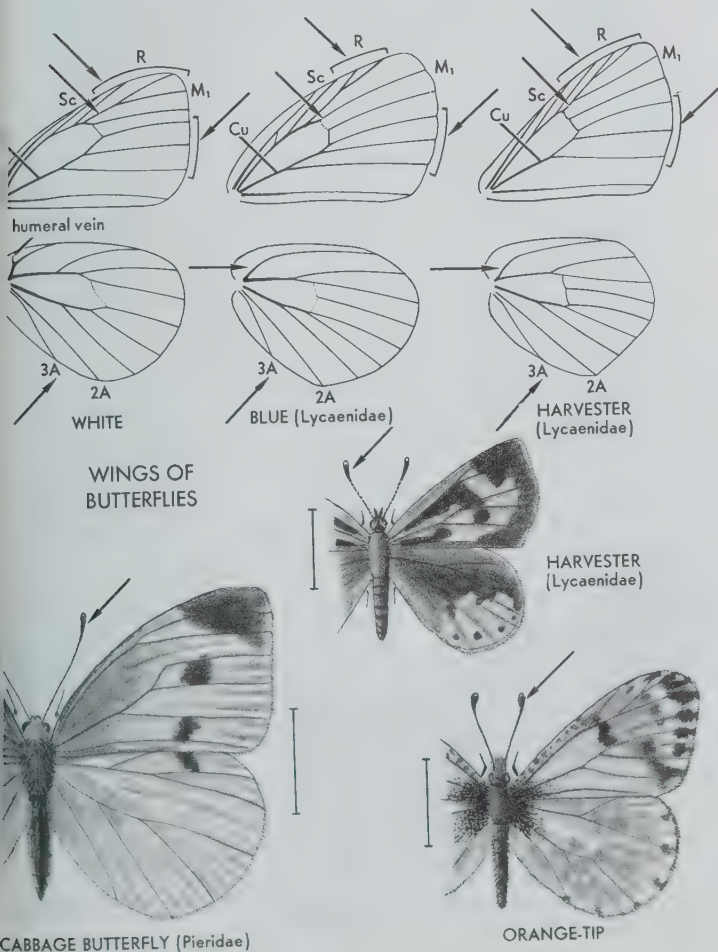 R
R
R
Sc
M₁
Sc
M₁
Sc
M₁
Cu
Cu
humeral vein
3A
2A
3A
2A
3A
2A
WHITE
BLUE (Lycaenidae)
HARVESTER
(Lycaenidae)
WINGS OF
BUTTERFLIES
HARVESTER
(Lycaenidae)
CABBAGE BUTTERFLY (Pieridae)
ORANGE-TIP